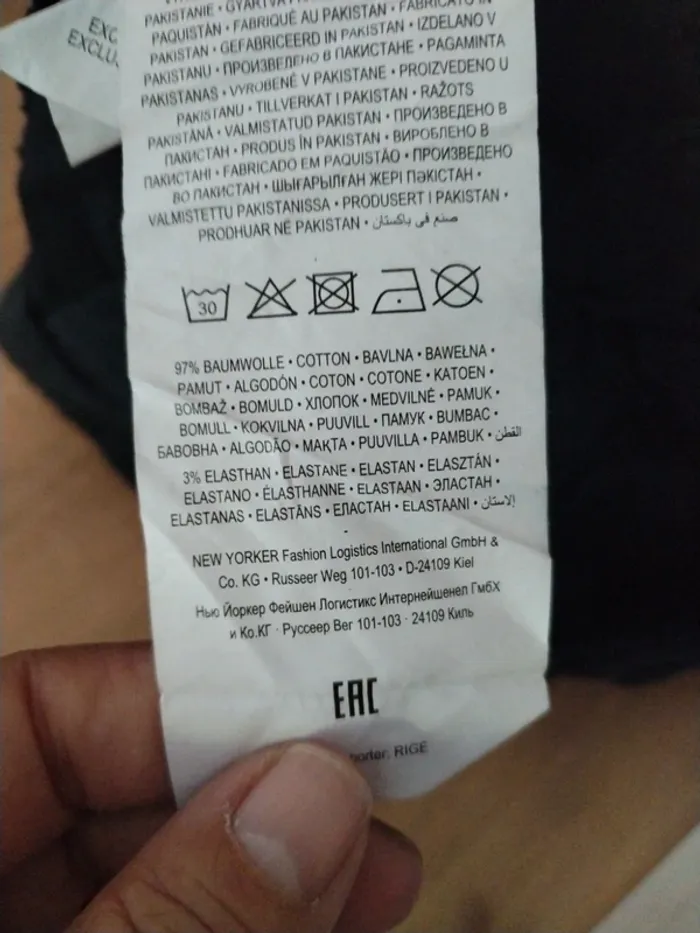 EXC
EXCLU
PAKISTANIE •
PAQUISTÁN • FABRIQUÉ AU PAKISTAN •
PAKISTAN • GEFABRICEERD IN PAKISTAN • IZDELANO V
PAKISTANU • ПРОИЗВЕДЕНО В ПАКИСТАНЕ • PAGAMINTA
PAKISTANAS • VYROBENÉ V PAKISTANE • PROIZVEDENO U
PAKISTANU • TILLVERKAT I PAKISTAN • RAŽOTS
PAKISTĀNĀ • VALMISTATUD PAKISTAN • ПРОИЗВЕДЕНО В
ПАКИСТАН • PRODUS ÎN PAKISTAN • ВИРОБЛЕНО В
ПАКИСТАНІ • FABRICADO EM PAQUISTÃO • ПРОИЗВЕДЕНО
ВО ПАКИСТАН • ШЫҒАРЫЛҒАН ЖЕРІ ПӘКІСТАН •
VALMISTETTU PAKISTANISSA • PRODUSERT I PAKISTAN •
PRODHUAR NË PAKISTAN • صنع في باكستان
30
97% BAUMWOLLE • COTTON • BAVLNA • BAWEŁNA •
PAMUT • ALGODÓN • COTON • COTONE • KATOEN •
BOMBAŽ • BOMULD • ХЛОПОК • MEDVILNĖ • PAMUK •
BOMULL • KOKVILNA • PUUVILL • ПАМУК • BUMBAC •
БАВОВНА • ALGODÃO • МАҚТА • PUUVILLA • PAMBUK • القطن
3% ELASTHAN • ELASTANE • ELASTAN • ELASZTÁN •
ELASTANO • ÉLASTHANNE • ELASTAAN • ЭЛАСТАН •
ELASTANAS • ELASTĀNS • ЕЛАСТАН • ELASTAANI • الاستان
-
NEW YORKER Fashion Logistics International GmbH &
Co. KG • Russeer Weg 101-103 • D-24109 Kiel
Нью Йоркер Фейшен Логистикс Интернейшенел ГмбХ
и Ко.КГ · Руссеер Вег 101-103 · 24109 Киль
EAC
RIGE